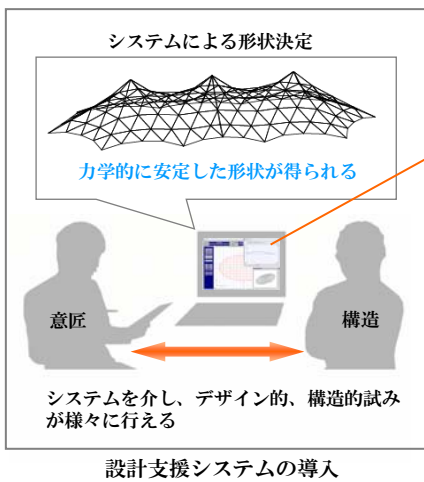 システムによる形状決定
力学的に安定した形状が得られる
意匠
構造
システムを介し、デザイン的、構造的試み
が様々に行える
設計支援システムの導入